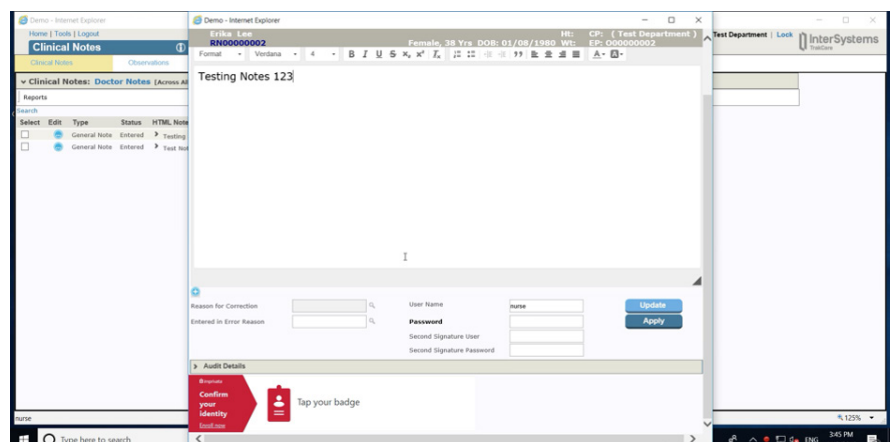 Demo - Internet Explorer
Home | Tools | Logout
Clinical Notes
Clinical Notes Observations
Clinical Notes: Doctor Notes [Across
Reports
Search
Select Edit Type Status HTML Note
General Note Entered Testing
General Note Entered Test
nurse
Type here to search
Demo - Internet Explorer
Erika Lee Ht: CP: ( Test Department )
RN00000002 Female, 38 Yrs DOB: 01/08/1980 Wt: EP: O00000002
Format Verdana 4 B I U S x₂ x² Tx
Testing Notes 123
Reason for Correction User Name nurse Update
Entered in Error Reason Password Apply
Second Signature User
Second Signature Password
Audit Details
Imprivata
Confirm
your
identity
Enroll now
Tap your badge
Test Department | Lock
InterSystems
TrakCare
125%
ENG 3:45 PM